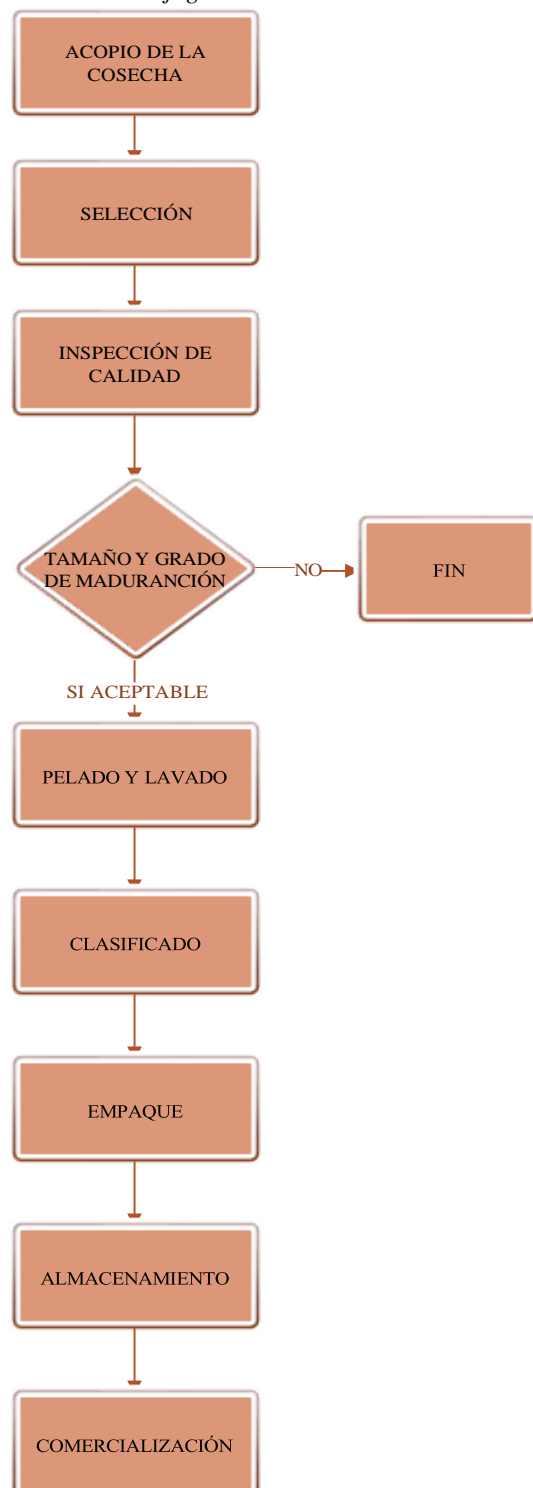 ACOPIO DE LA
COSECHA
SELECCIÓN
INSPECCIÓN DE
CALIDAD
TAMAÑO Y GRADO
DE MADURANCIÓN
NO
FIN
SI ACEPTABLE
PELADO Y LAVADO
CLASIFICADO
EMPAQUE
ALMACENAMIENTO
COMERCIALIZACIÓN